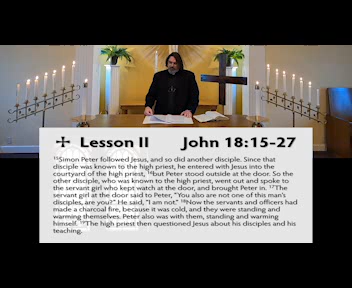 Lesson II John 18:15-27
¹⁵Simon Peter followed Jesus, and so did another disciple. Since that
disciple was known to the high priest, he entered with Jesus into the
courtyard of the high priest, ¹⁶but Peter stood outside at the door. So the
other disciple, who was known to the high priest, went out and spoke to
the servant girl who kept watch at the door, and brought Peter in. ¹⁷The
servant girl at the door said to Peter, “You also are not one of this man’s
disciples, are you?” He said, “I am not.” ¹⁸Now the servants and officers had
made a charcoal fire, because it was cold, and they were standing and
warming themselves. Peter also was with them, standing and warming
himself. ¹⁹The high priest then questioned Jesus about his disciples and his
teaching.